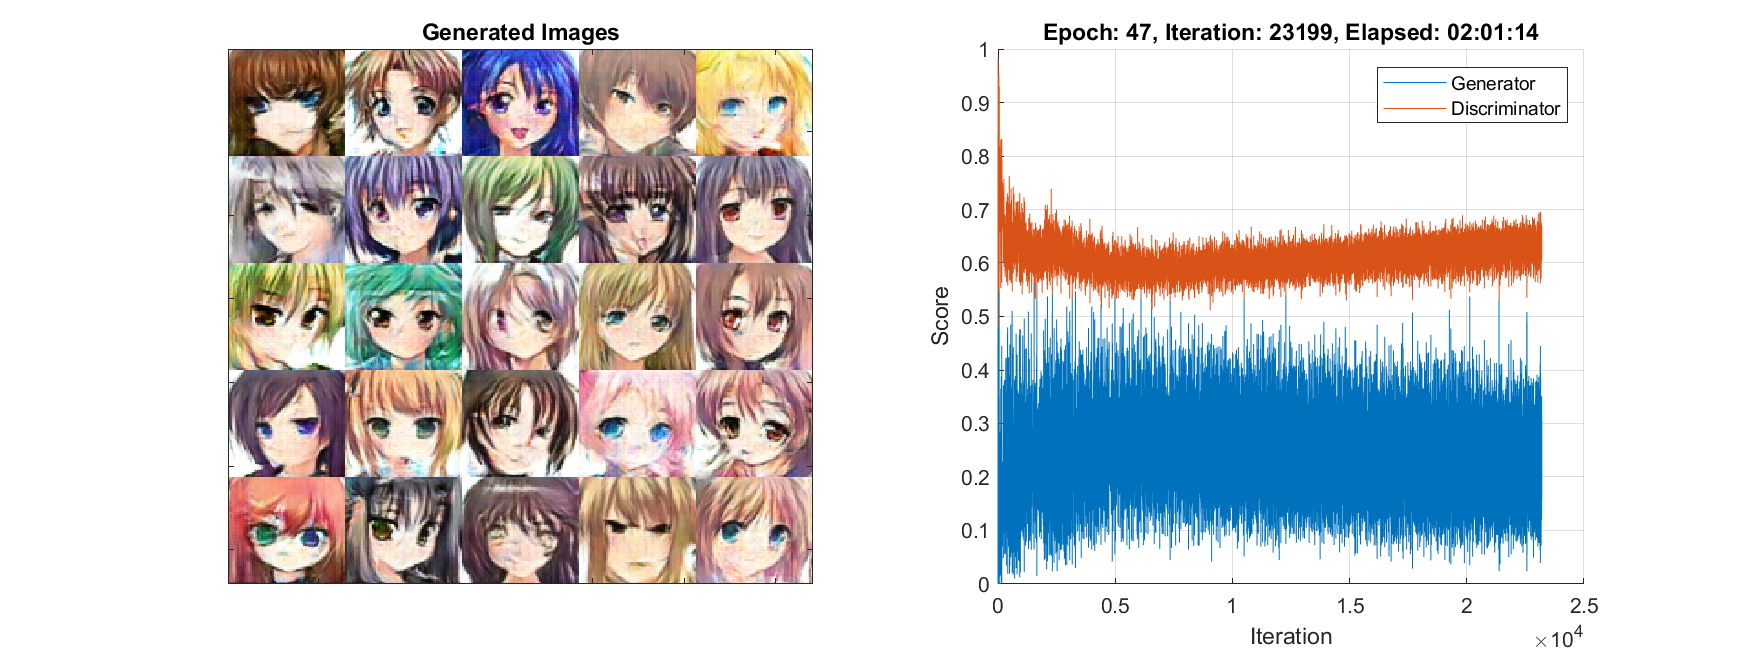 Generated Images
Epoch: 47, Iteration: 23199, Elapsed: 02:01:14
Generator
Discriminator
1
0.9
0.8
0.7
0.6
0.5
0.4
0.3
0.2
0.1
0
Score
0 0.5 1 1.5 2 2.5
Iteration
×10⁴